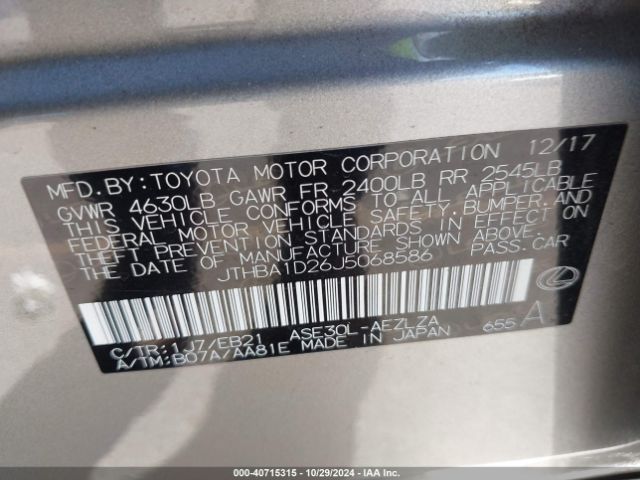 MFD.BY:TOYOTA MOTOR CORPORATION 12/17
GVWR 4630LB GAWR FR 2400LB RR 2545LB
THIS VEHICLE CONFORMS TO ALL APPLICABLE
FEDERAL MOTOR VEHICLE SAFETY,BUMPER,AND
THEFT PREVENTION STANDARDS IN EFFECT ON
THE DATE OF MANUFACTURE SHOWN ABOVE.
JTHBA1D26J5068586 PASS.CAR
C/TR:1J7/EB21 ASE30L-AEZLZA
A/TM:B07A/AA81E MADE IN JAPAN 655 A
000-40715315 - 10/29/2024 - IAA Inc.